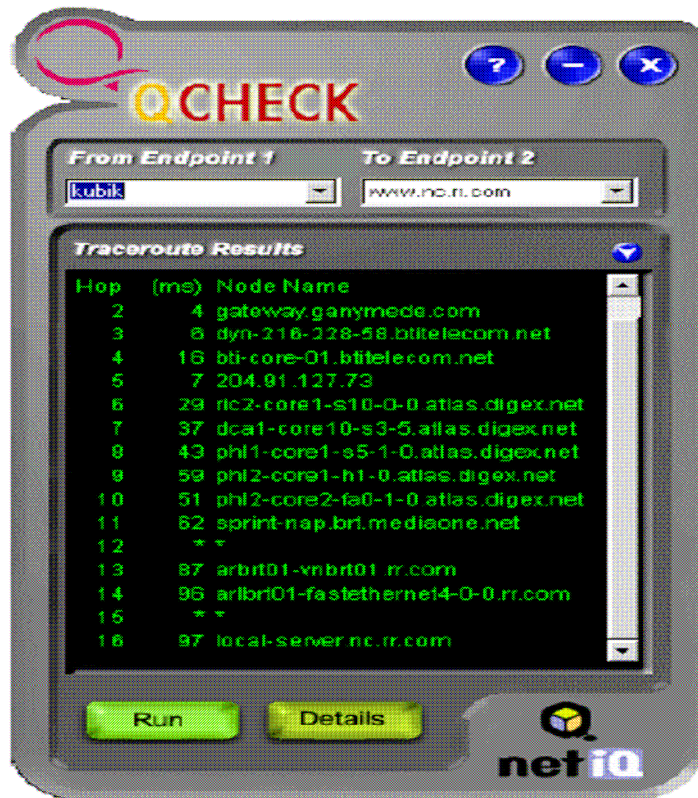 ? – X
QCHECK
From Endpoint 1 To Endpoint 2
kubik www.nc.rr.com
Traceroute Results
Hop (ms) Node Name
2 4 gateway.ganymede.com
3 6 dyn-216-228-58.btitelecom.net
4 16 bti-core-01.btitelecom.net
5 7 204.91.127.73
6 29 ric2-core1-s10-0-0.atlas.digex.net
7 37 dca1-core10-s3-5.atlas.digex.net
8 43 phl1-core1-s5-1-0.atlas.digex.net
9 59 phl2-core1-h1-0.atlas.digex.net
10 51 phl2-core2-fa0-1-0.atlas.digex.net
11 62 sprint-nap.brt.mediaone.net
12 * *
13 87 arbrt01-vnbrt01.rr.com
14 96 arlbrt01-fastethernet4-0-0.rr.com
15 * *
16 97 local-server.nc.rr.com
Run Details
netiQ